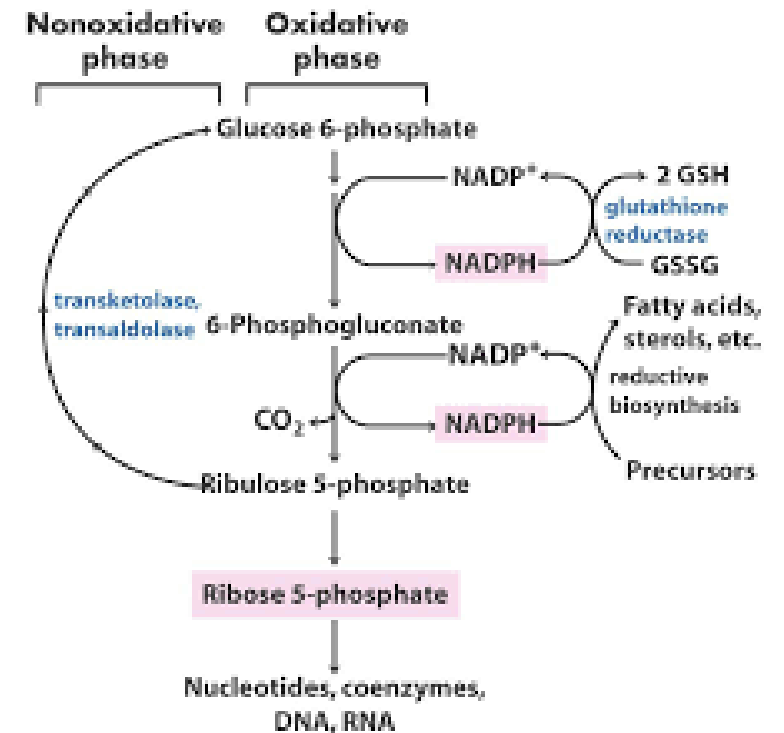 Nonoxidative
phase
Oxidative
phase
Glucose 6-phosphate
NADP⁺
2 GSH
glutathione
reductase
NADPH
GSSG
transketolase,
transaldolase
6-Phosphogluconate
Fatty acids,
sterols, etc.
NADP⁺
reductive
biosynthesis
CO₂
NADPH
Precursors
Ribulose 5-phosphate
Ribose 5-phosphate
Nucleotides, coenzymes,
DNA, RNA